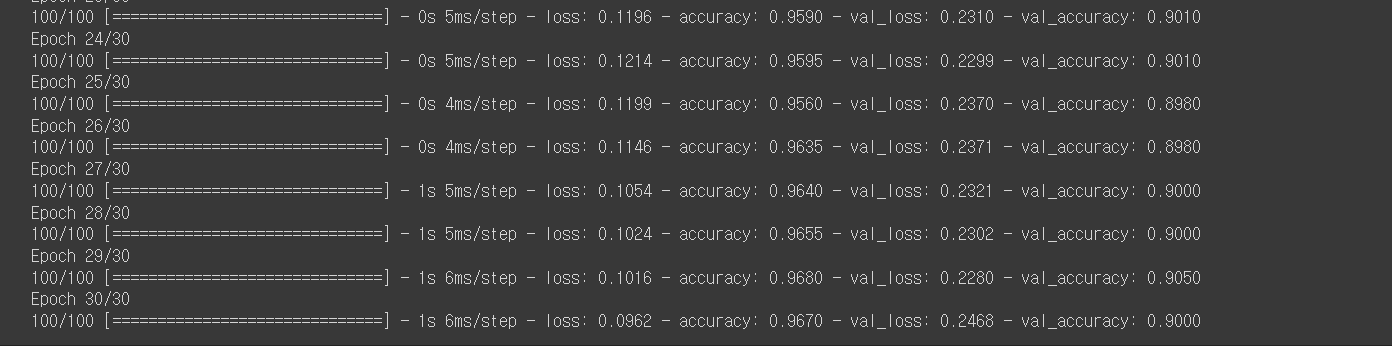 100/100 [==============================] - 0s 5ms/step - loss: 0.1196 - accuracy: 0.9590 - val_loss: 0.2310 - val_accuracy: 0.9010
Epoch 24/30
100/100 [==============================] - 0s 5ms/step - loss: 0.1214 - accuracy: 0.9595 - val_loss: 0.2299 - val_accuracy: 0.9010
Epoch 25/30
100/100 [==============================] - 0s 4ms/step - loss: 0.1199 - accuracy: 0.9560 - val_loss: 0.2370 - val_accuracy: 0.8980
Epoch 26/30
100/100 [==============================] - 0s 4ms/step - loss: 0.1146 - accuracy: 0.9635 - val_loss: 0.2371 - val_accuracy: 0.8980
Epoch 27/30
100/100 [==============================] - 1s 5ms/step - loss: 0.1054 - accuracy: 0.9640 - val_loss: 0.2321 - val_accuracy: 0.9000
Epoch 28/30
100/100 [==============================] - 1s 5ms/step - loss: 0.1024 - accuracy: 0.9655 - val_loss: 0.2302 - val_accuracy: 0.9000
Epoch 29/30
100/100 [==============================] - 1s 6ms/step - loss: 0.1016 - accuracy: 0.9680 - val_loss: 0.2280 - val_accuracy: 0.9050
Epoch 30/30
100/100 [==============================] - 1s 6ms/step - loss: 0.0962 - accuracy: 0.9670 - val_loss: 0.2468 - val_accuracy: 0.9000